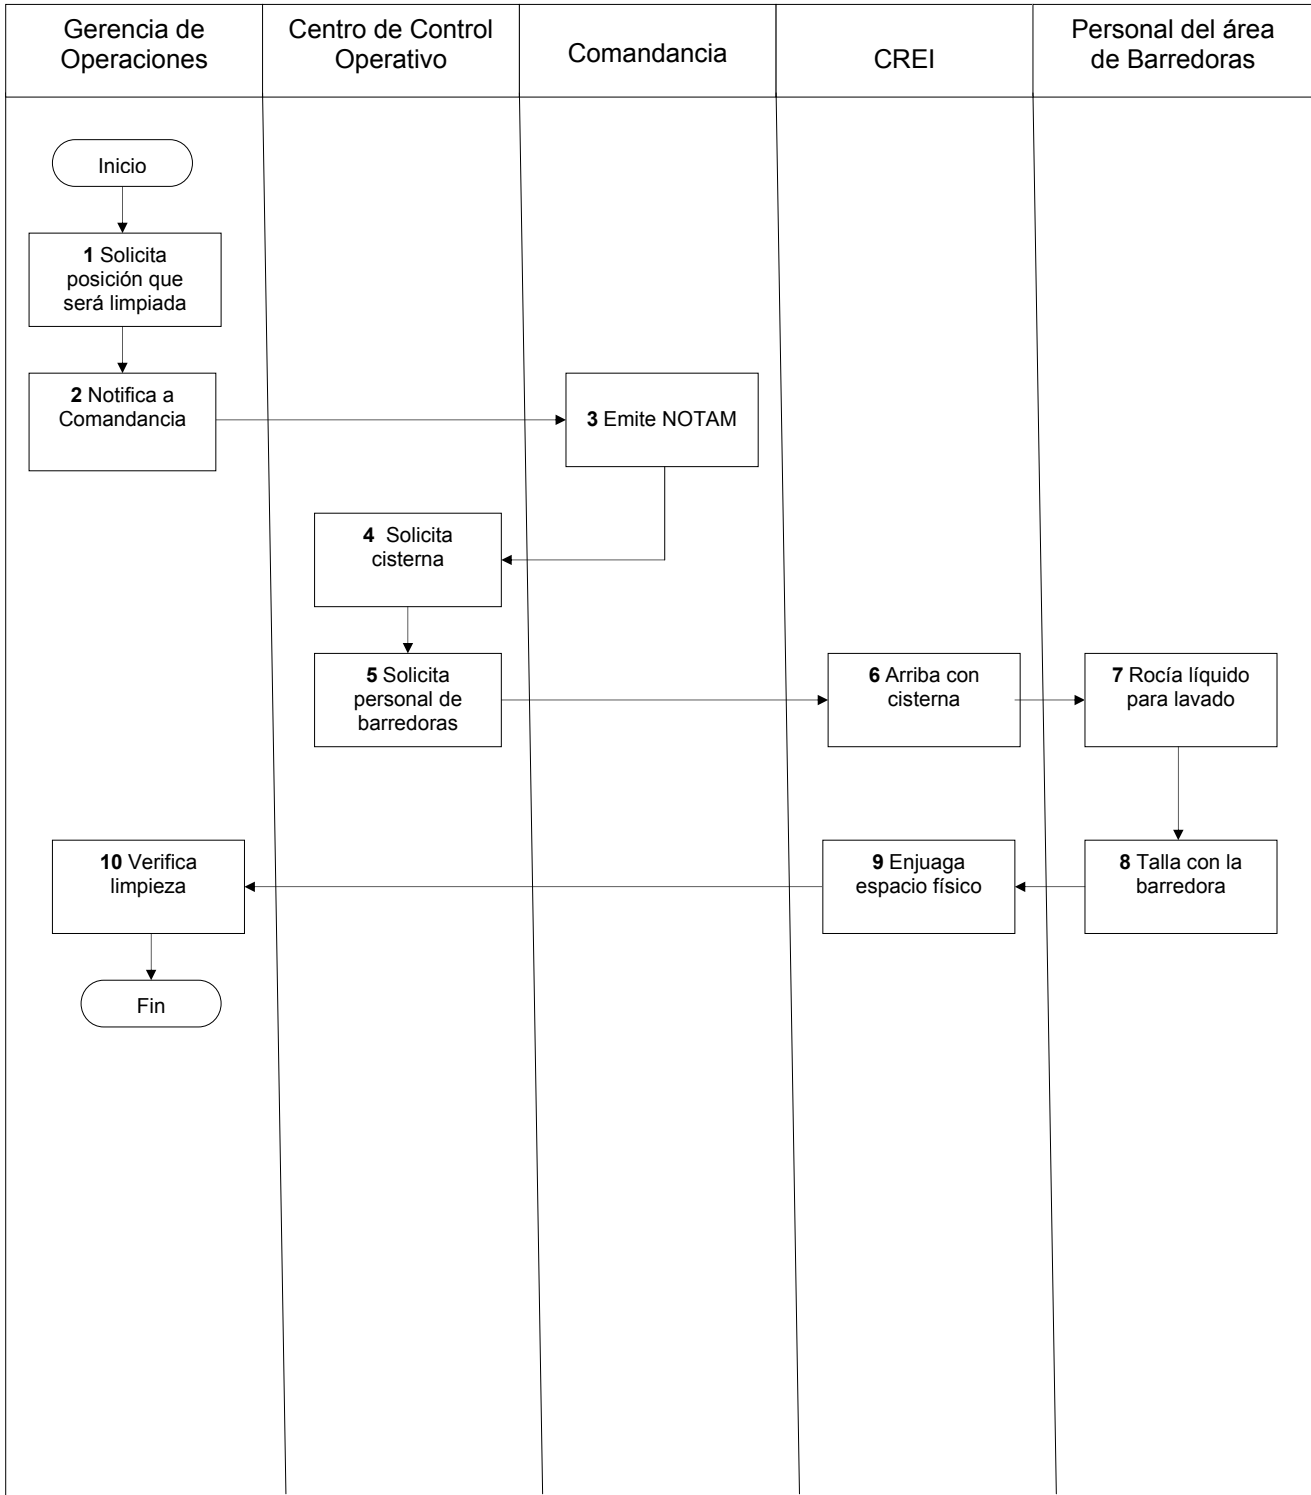 Gerencia de
Operaciones
Centro de Control
Operativo
Comandancia
CREI
Personal del área
de Barredoras
Inicio
1 Solicita
posición que
será limpiada
2 Notifica a
Comandancia
3 Emite NOTAM
4 Solicita
cisterna
5 Solicita
personal de
barredoras
6 Arriba con
cisterna
7 Rocía líquido
para lavado
8 Talla con la
barredora
9 Enjuaga
espacio físico
10 Verifica
limpieza
Fin